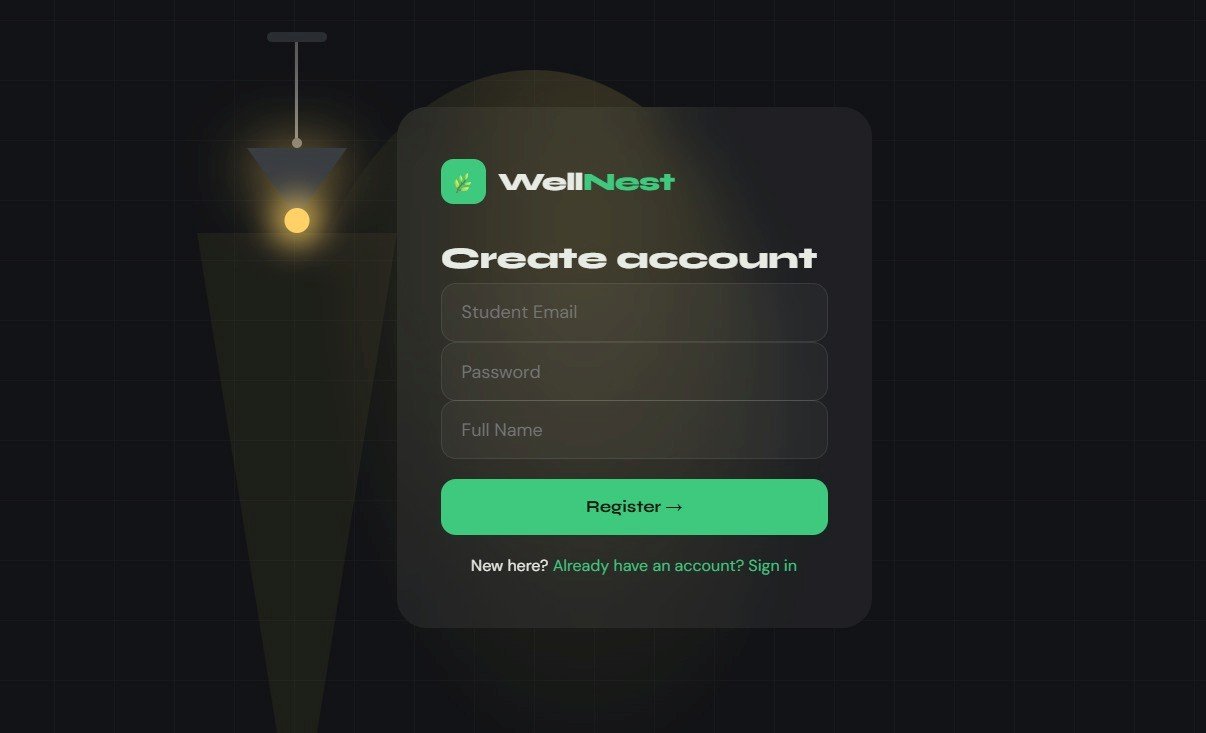 WellNest
Create account
Student Email
Password
Full Name
Register →
New here? Already have an account? Sign in